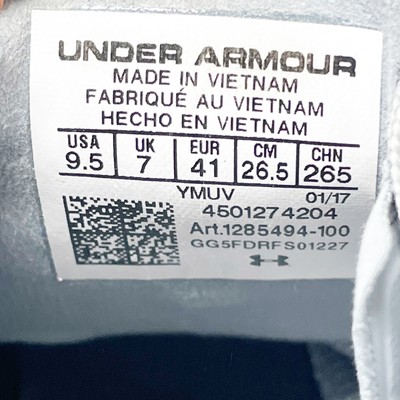 UNDER ARMOUR
MADE IN VIETNAM
FABRIQUÉ AU VIETNAM
HECHO EN VIETNAM
USA UK EUR CM CHN
9.5 7 41 26.5 265
YMUV 01/17
4501274204
Art.1285494-100
GG5FDRFS01227